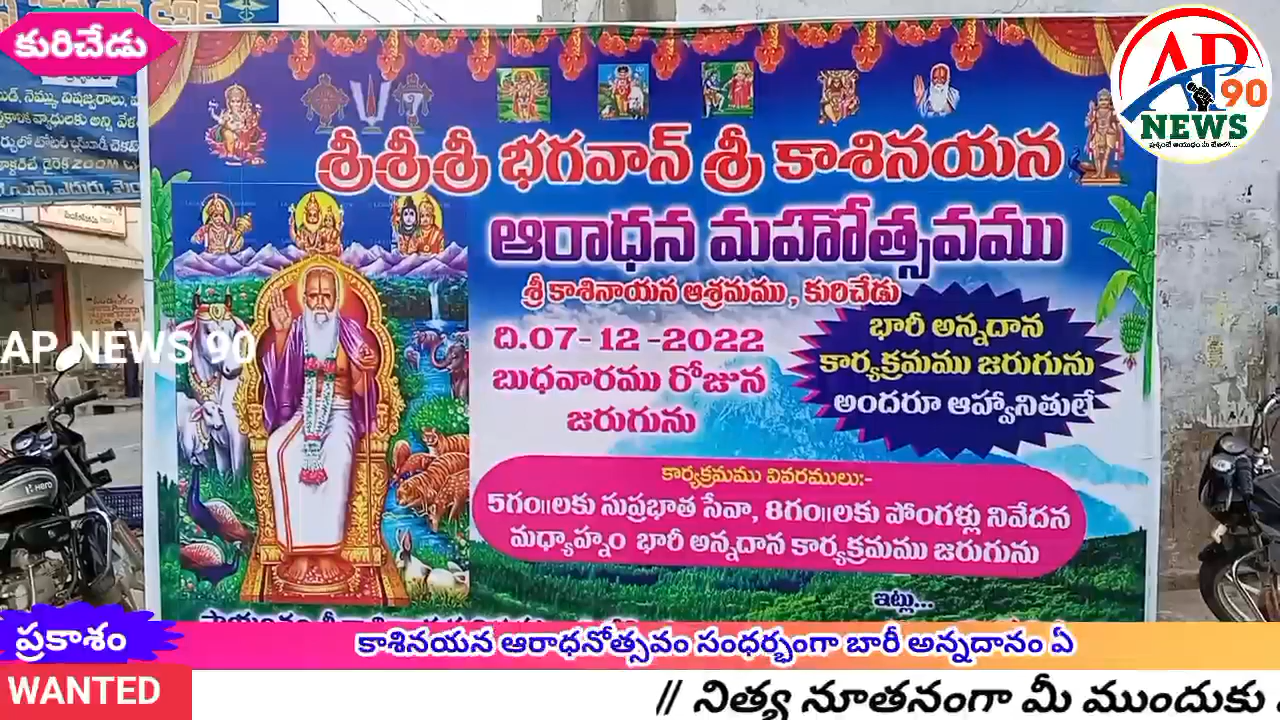 కురిచేడు
AP 90
NEWS
శ్రీశ్రీశ్రీ భగవాన్ శ్రీ కాశినయన
ఆరాధన మహోత్సవము
శ్రీ కాశినాయన ఆశ్రమము, కురిచేడు
ది.07-12-2022
బుధవారము రోజున
జరుగును
భారీ అన్నదాన
కార్యక్రమము జరుగును
అందరూ ఆహ్వానితులే
AP NEWS 90
కార్యక్రమము వివరములు:-
5గం॥లకు సుప్రభాత సేవా, 8గం॥లకు పోంగళ్లు నివేదన
మధ్యాహ్నం భారీ అన్నదాన కార్యక్రమము జరుగును
ఇట్లు...
Hero
ప్రకాశం
కాశినయన ఆరాధనోత్సవం సంధర్భంగా బారీ అన్నదానం ఏ
WANTED
// నిత్య నూతనంగా మీ ముందుకు